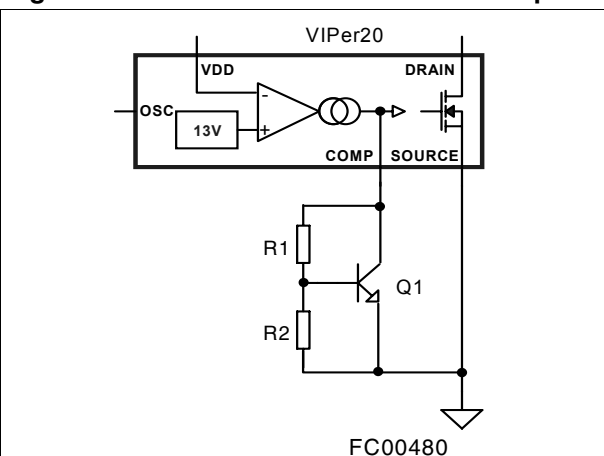 VIPer20
VDD
DRAIN
OSC
-
13V
+
COMP
SOURCE
R1
Q1
R2
FC00480